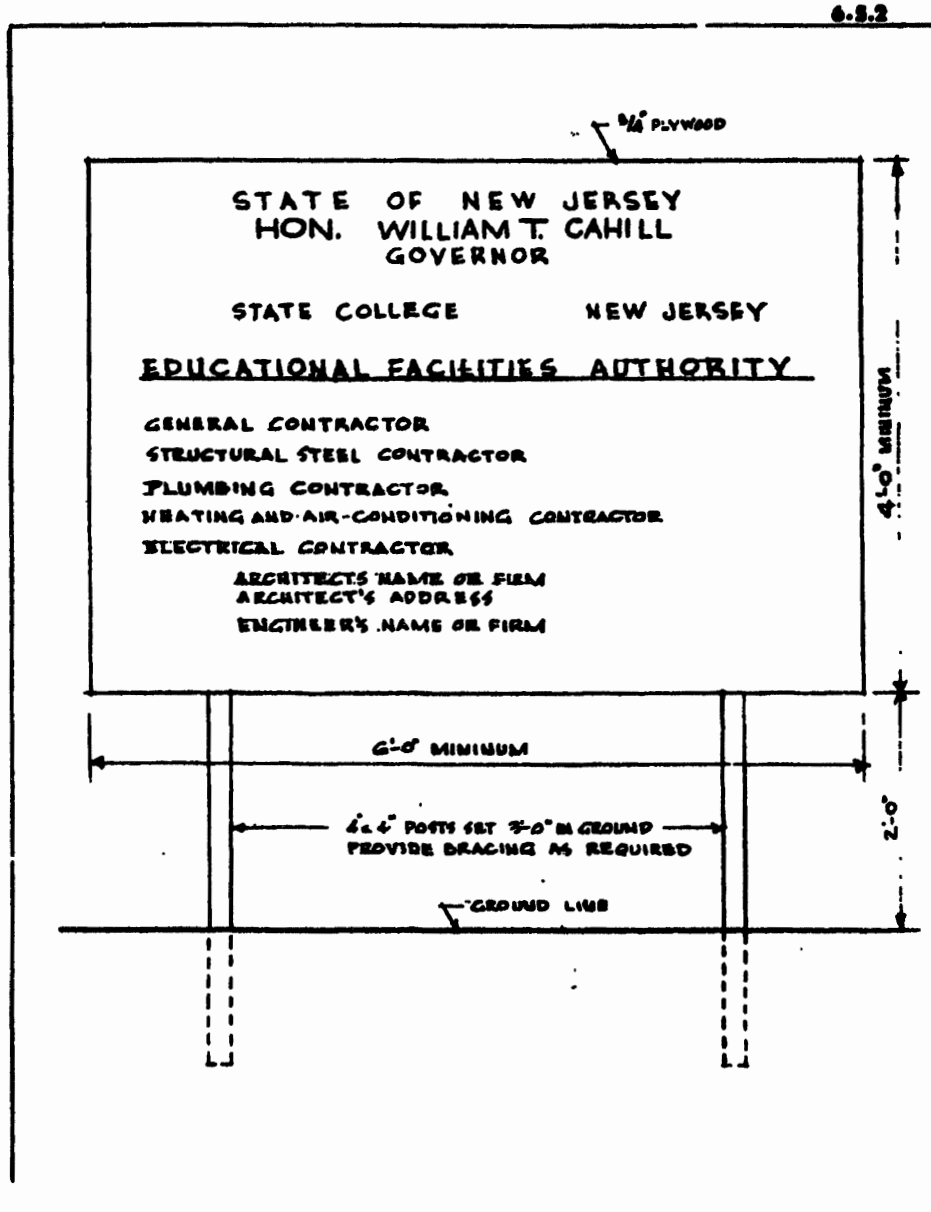 6.5.2
3/4" PLYWOOD
STATE OF NEW JERSEY
HON. WILLIAM T. CAHILL
GOVERNOR
STATE COLLEGE NEW JERSEY
EDUCATIONAL FACILITIES AUTHORITY
GENERAL CONTRACTOR
STRUCTURAL STEEL CONTRACTOR
PLUMBING CONTRACTOR
HEATING AND AIR-CONDITIONING CONTRACTOR
ELECTRICAL CONTRACTOR
ARCHITECTS NAME OR FIRM
ARCHITECT'S ADDRESS
ENGINEER'S NAME OR FIRM
4'-0" MINIMUM
6'-0" MINIMUM
2'-0"
4"x4" POSTS SET 3'-0" IN GROUND
PROVIDE BRACING AS REQUIRED
GROUND LINE